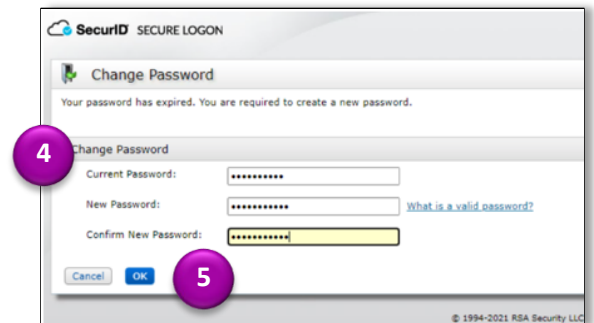 SecurID SECURE LOGON
Change Password
Your password has expired. You are required to create a new password.
4
Change Password
Current Password: ••••••••••
New Password: ••••••••••• What is a valid password?
Confirm New Password: •••••••••••
Cancel OK
5
© 1994-2021 RSA Security LLC